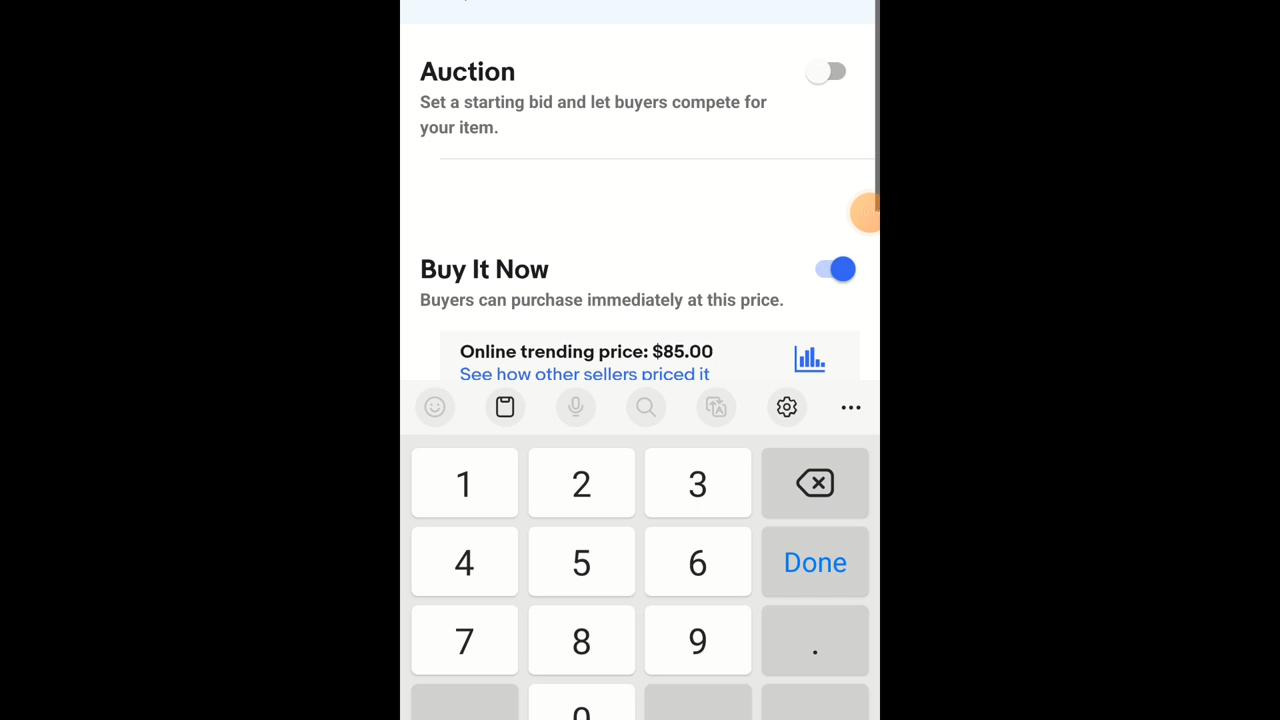 Auction
Set a starting bid and let buyers compete for
your item.
Buy It Now
Buyers can purchase immediately at this price.
Online trending price: $85.00
See how other sellers priced it
1 2 3
4 5 6 Done
7 8 9 .
0